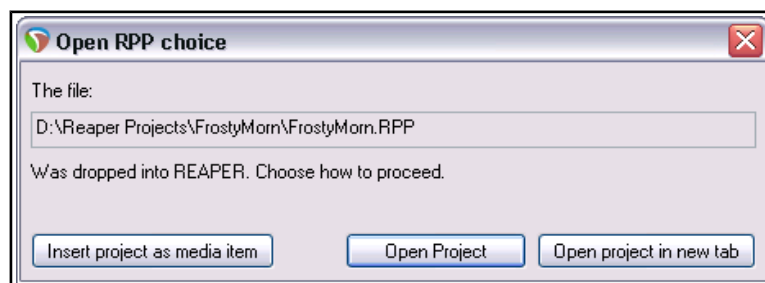 Open RPP choice
The file:
D:\Reaper Projects\FrostyMorn\FrostyMorn.RPP
Was dropped into REAPER. Choose how to proceed.
Insert project as media item Open Project Open project in new tab